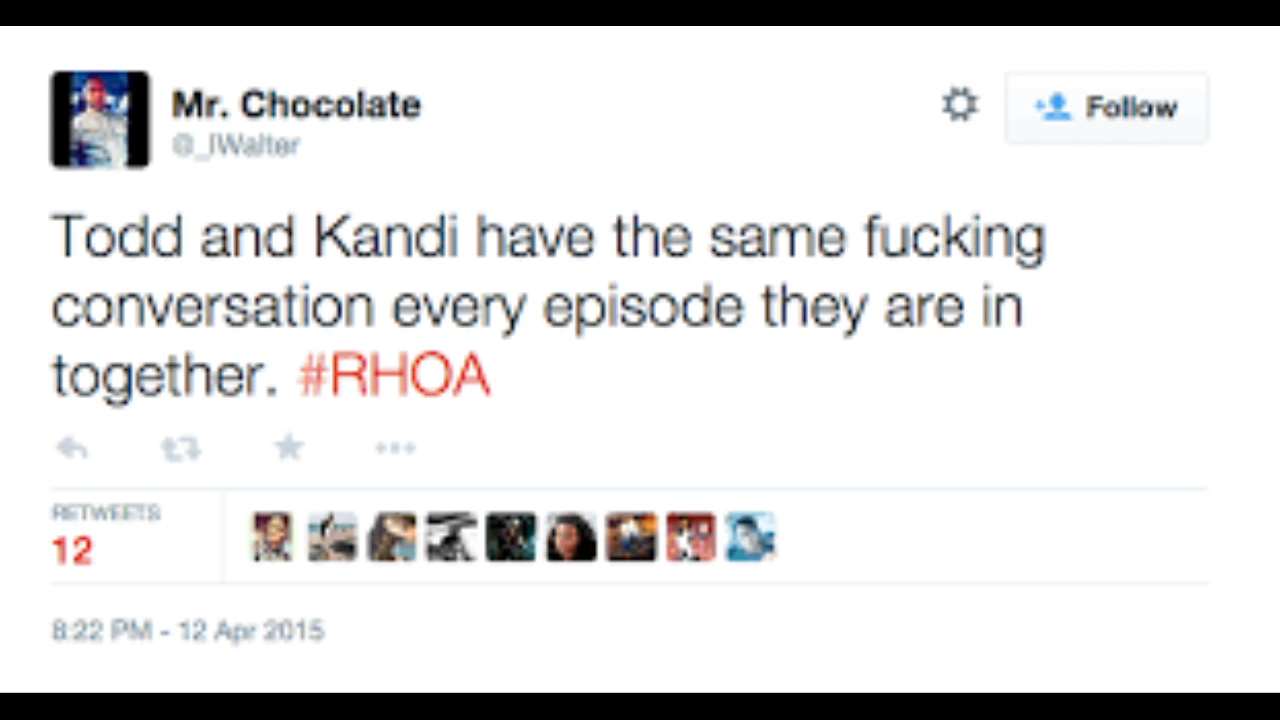 Mr. Chocolate
@_IWalter
Follow
Todd and Kandi have the same fucking
conversation every episode they are in
together. #RHOA
RETWEETS
12
8:22 PM - 12 Apr 2015